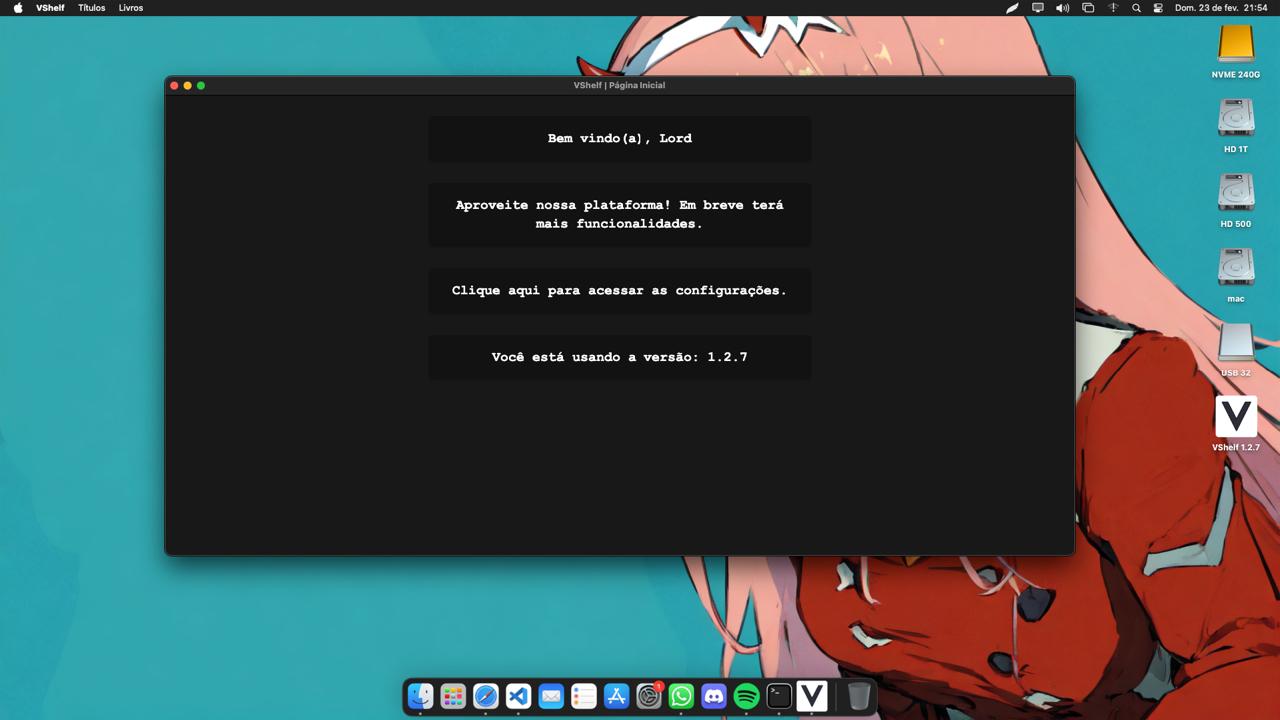 VShelf Títulos Livros Dom. 23 de fev. 21:54
NVME 240G
VShelf | Página Inicial
Bem vindo(a), Lord
Aproveite nossa plataforma! Em breve terá
mais funcionalidades.
Clique aqui para acessar as configurações.
Você está usando a versão: 1.2.7
HD 1T
HD 500
mac
USB 32
V
VShelf 1.2.7
1
>_
V